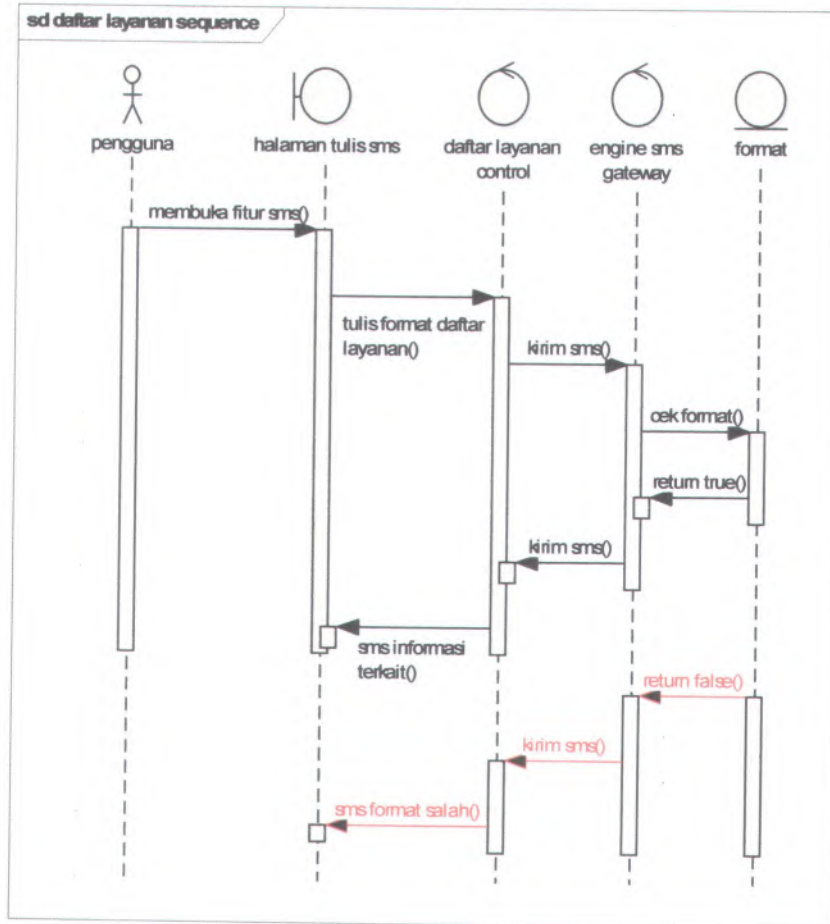 sd daftar layanan sequence
pengguna
halaman tulis sms
daftar layanan
control
engine sms
gateway
format
membuka fitur sms()
tulis format daftar
layanan()
kirim sms()
cek format()
return true()
kirim sms()
sms informasi
terkait()
return false()
kirim sms()
sms format salah()